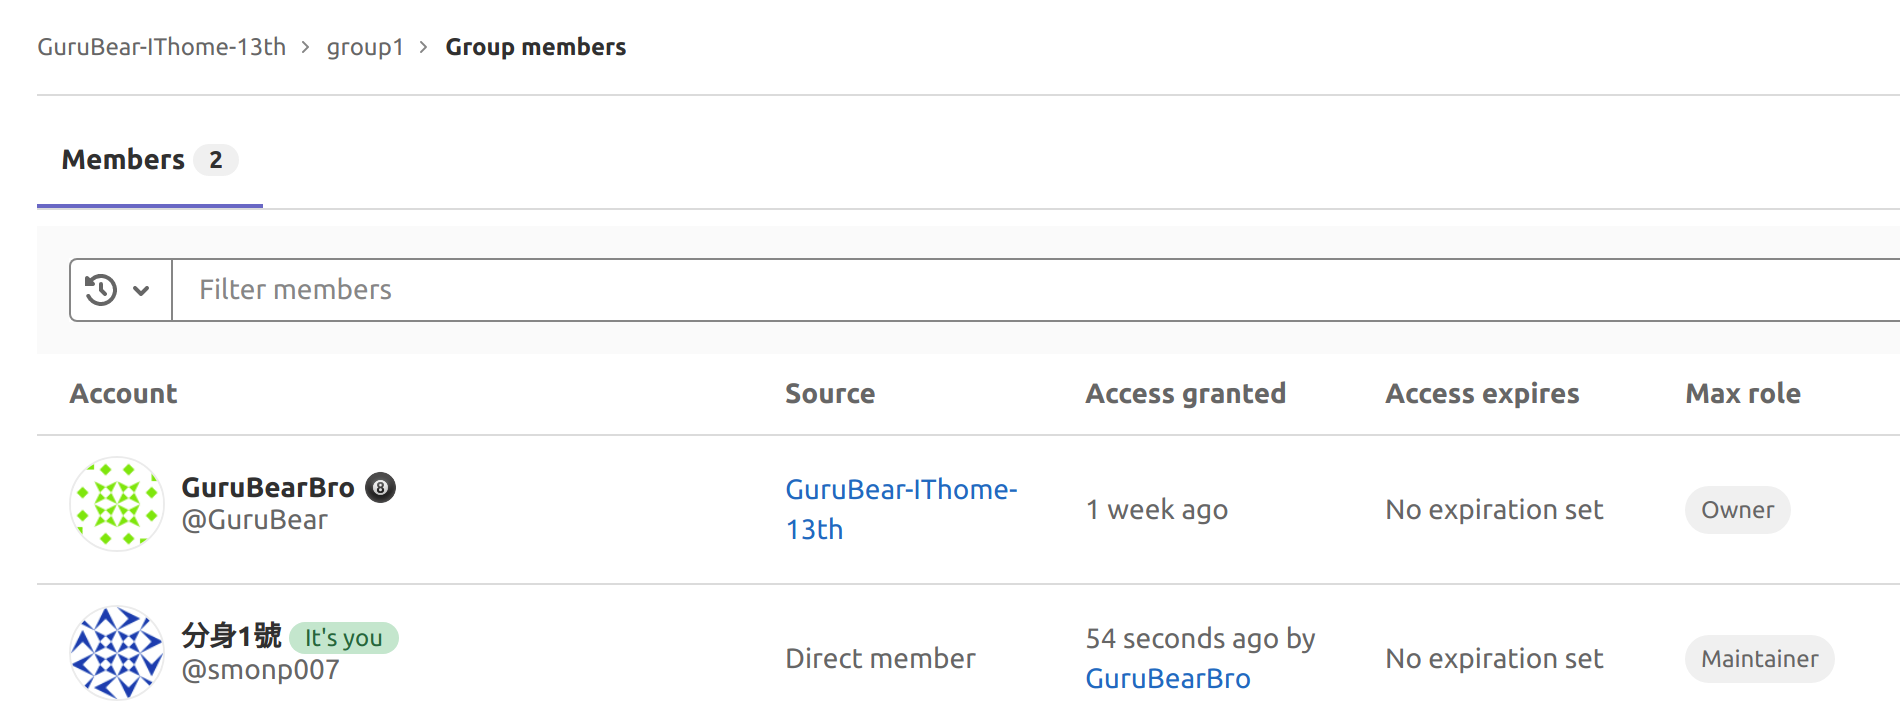 GuruBear-IThome-13th > group1 > Group members
Members 2
Filter members
Account Source Access granted Access expires Max role
GuruBearBro 8
@GuruBear
GuruBear-IThome-
13th
1 week ago
No expiration set
Owner
分身1號 It's you
@smonp007
Direct member
54 seconds ago by
GuruBearBro
No expiration set
Maintainer